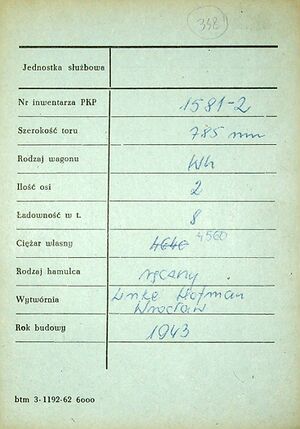 348
Jednostka służbowa
Nr inwentarza PKP 1581-2
Szerokość toru 785 mm
Rodzaj wagonu Wh
Ilość osi 2
Ładowność w t. 8
Ciężar własny 4640 4560
Rodzaj hamulca ręczny
Wytwórnia Linke Hofman
Wrocław
Rok budowy 1943
btm 3-1192-62 6000